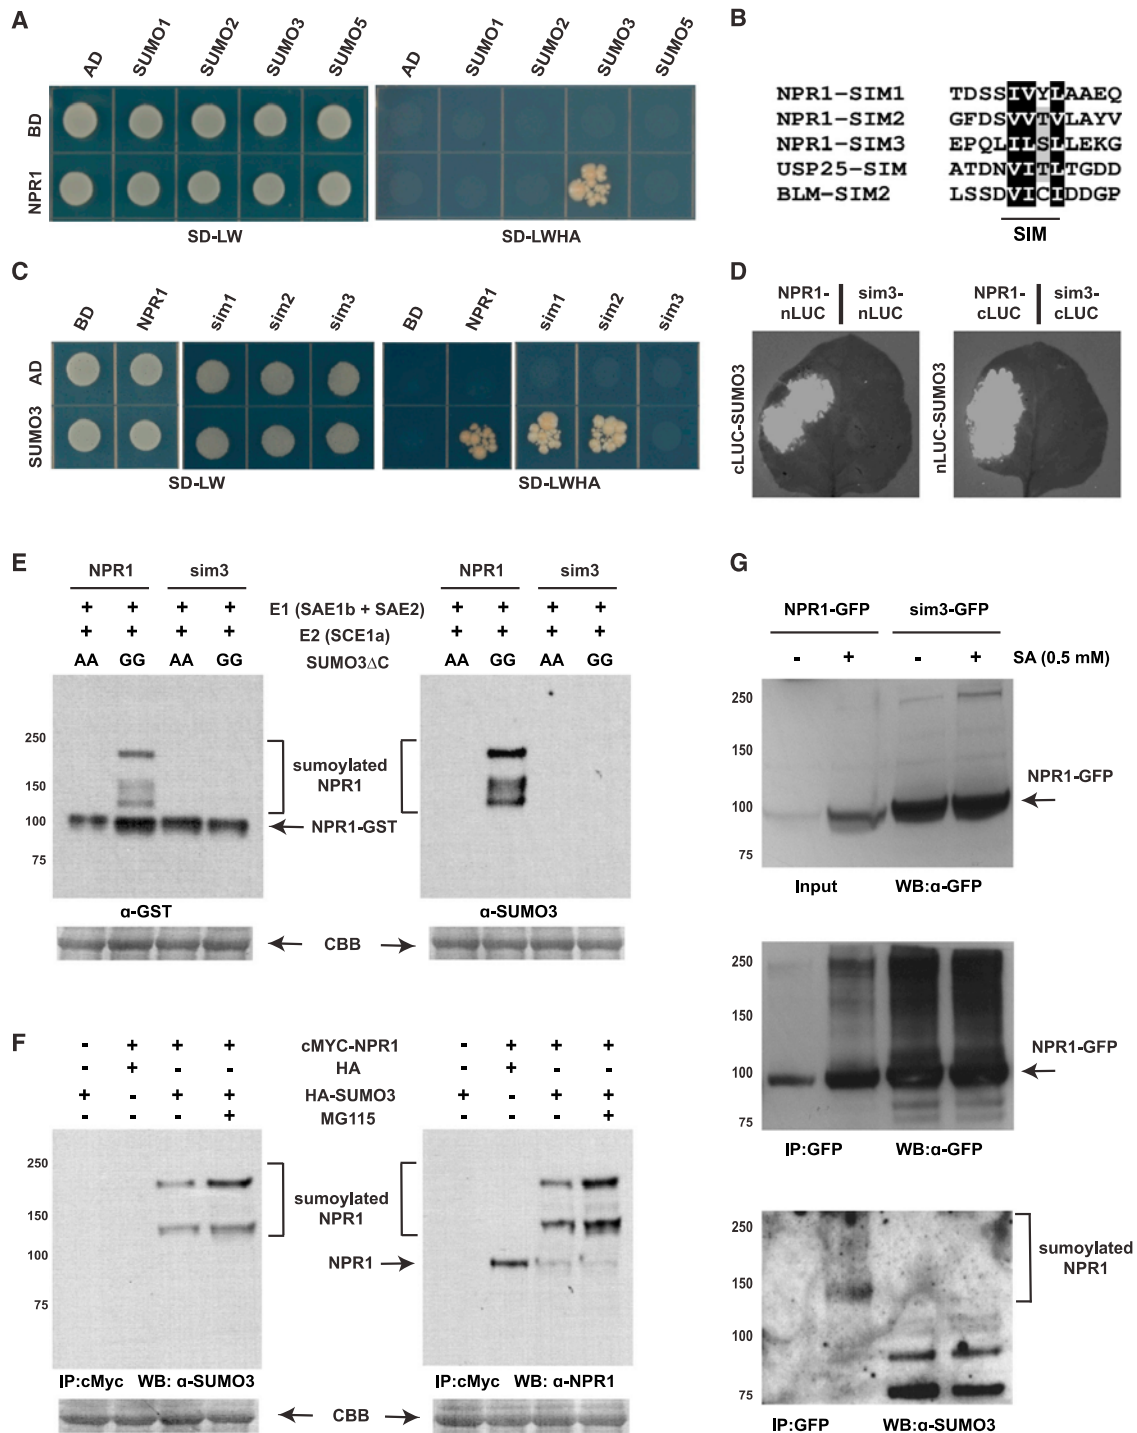 A
AD SUMO1 SUMO2 SUMO3 SUMO5 AD SUMO1 SUMO2 SUMO3 SUMO5
BD
NPR1
SD-LW SD-LWHA
B
NPR1-SIM1 TDSSIVYLAAEQ
NPR1-SIM2 GFDSVVTVLAYV
NPR1-SIM3 EPQLILSLLEKG
USP25-SIM ATDNVITLTGDD
BLM-SIM2 LSSDVICIDDGP
SIM
C
BD NPR1 sim1 sim2 sim3 BD NPR1 sim1 sim2 sim3
AD
SUMO3
SD-LW SD-LWHA
D
NPR1- sim3- NPR1- sim3-
nLUC nLUC cLUC cLUC
cLUC-SUMO3 nLUC-SUMO3
E
NPR1 sim3 NPR1 sim3
+ + + + E1 (SAE1b + SAE2) + + + +
+ + + + E2 (SCE1a) + + + +
AA GG AA GG SUMO3ΔC AA GG AA GG
250
150
100
75
sumoylated
NPR1
NPR1-GST
α-GST α-SUMO3
CBB
F
- + + + cMYC-NPR1 - + + +
- + - - HA - + - -
+ - + + HA-SUMO3 + - + +
- - - + MG115 - - - +
250
150
100
75
sumoylated
NPR1
NPR1
IP:cMyc WB: α-SUMO3 IP:cMyc WB: α-NPR1
CBB
G
NPR1-GFP sim3-GFP
- + - + SA (0.5 mM)
250
150
100
75
NPR1-GFP
Input WB:α-GFP
250
150
100
75
NPR1-GFP
IP:GFP WB:α-GFP
250
150
100
75
sumoylated
NPR1
IP:GFP WB:α-SUMO3